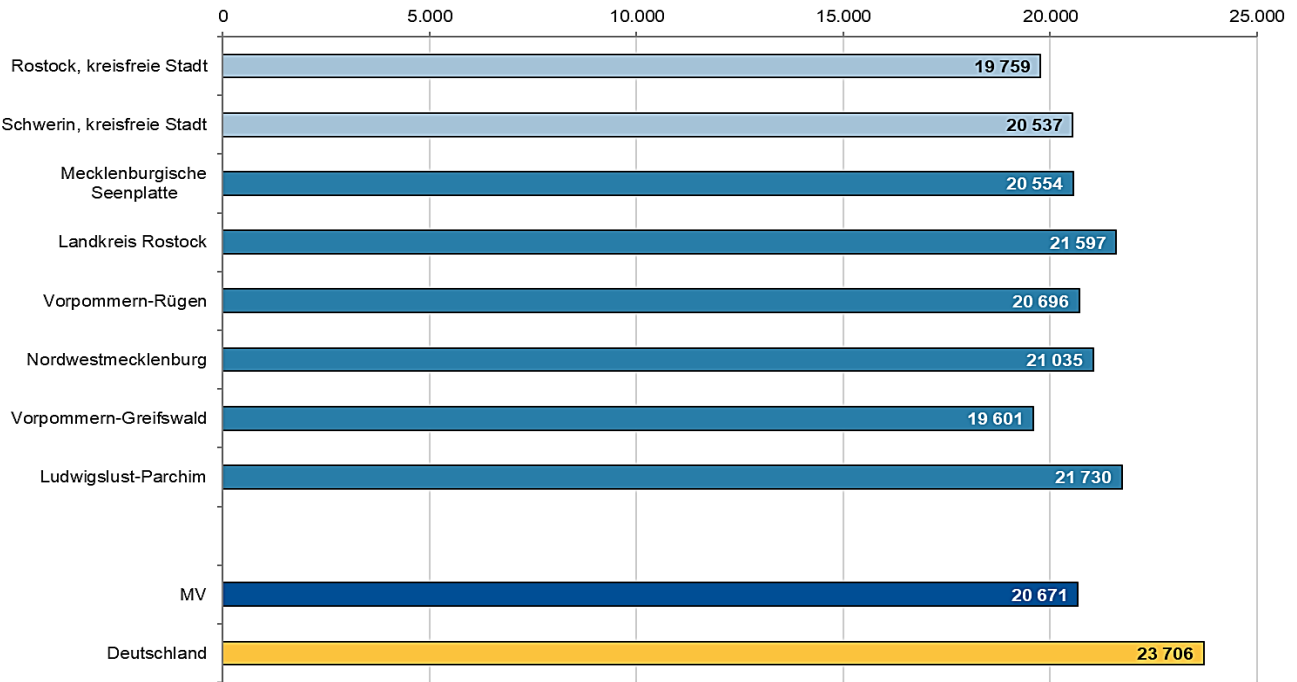 0 5.000 10.000 15.000 20.000 25.000
Rostock, kreisfreie Stadt 19 759
Schwerin, kreisfreie Stadt 20 537
Mecklenburgische
Seenplatte 20 554
Landkreis Rostock 21 597
Vorpommern-Rügen 20 696
Nordwestmecklenburg 21 035
Vorpommern-Greifswald 19 601
Ludwigslust-Parchim 21 730
MV 20 671
Deutschland 23 706